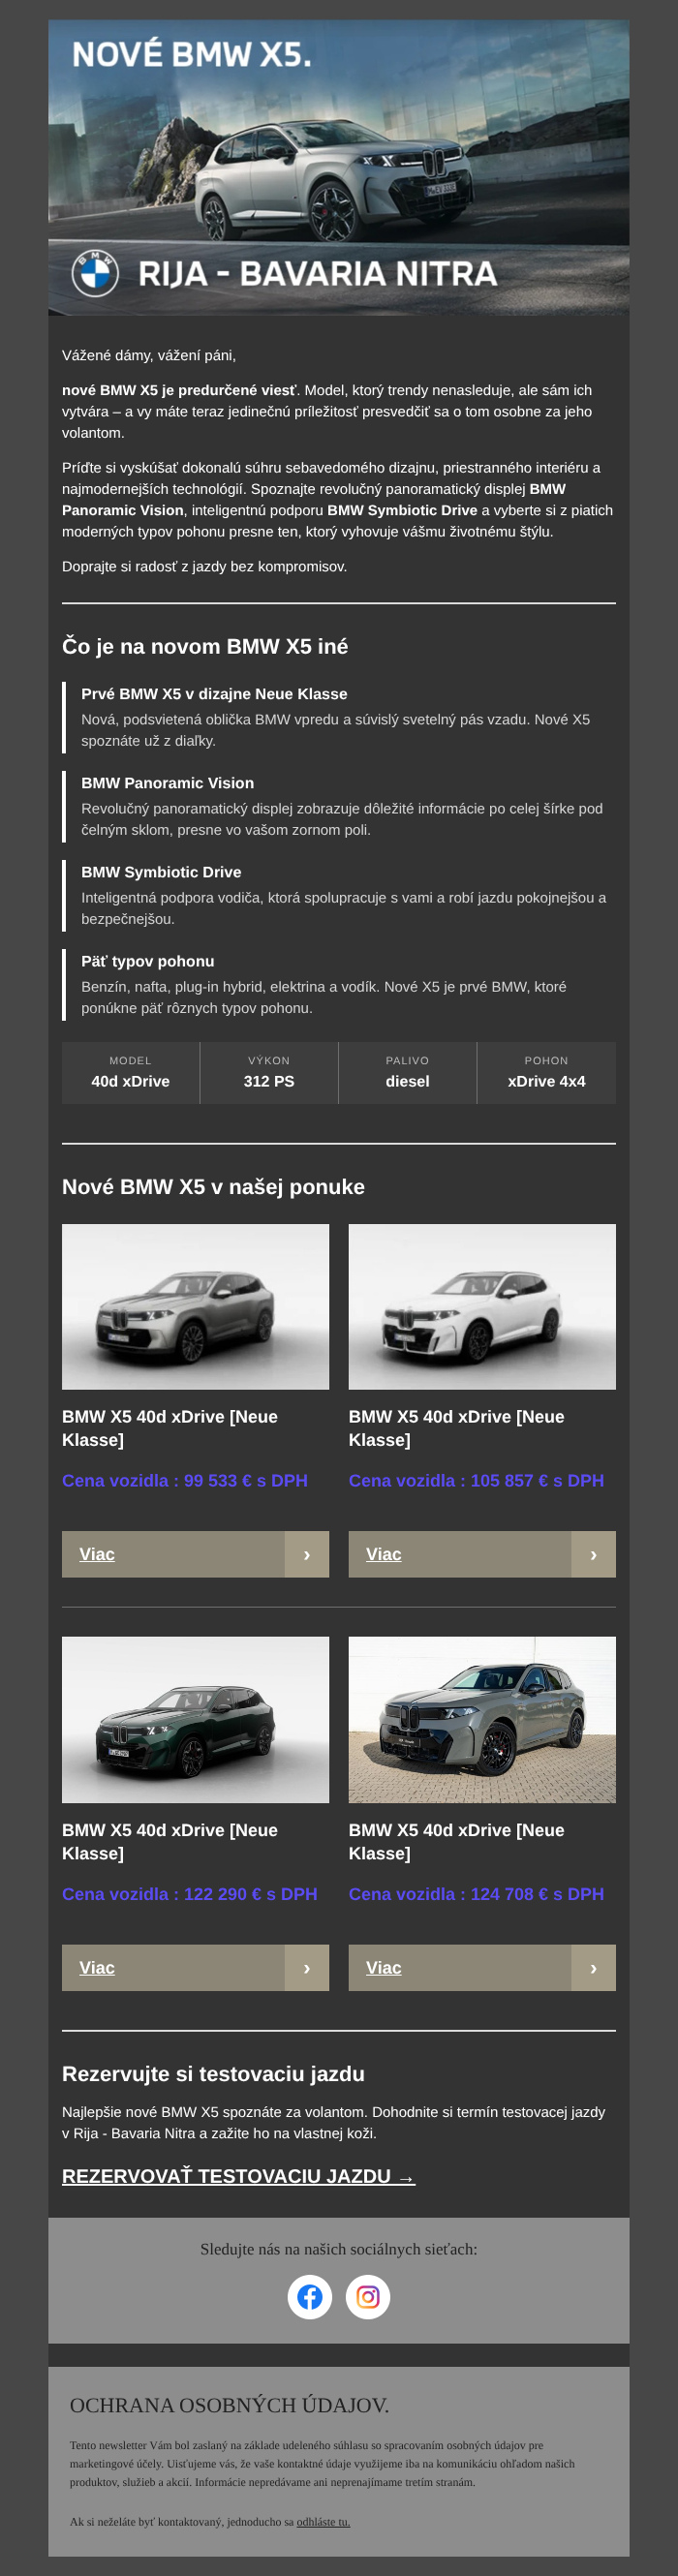 NOVÉ BMW X5.
BMW
RIJA - BAVARIA NITRA
Vážené dámy, vážení páni,
nové BMW X5 je predurčené viesť. Model, ktorý trendy nenasleduje, ale sám ich
vytvára – a vy máte teraz jedinečnú príležitosť presvedčiť sa o tom osobne za jeho
volantom.
Príďte si vyskúšať dokonalú súhru sebavedomého dizajnu, priestranného interiéru a
najmodernejších technológií. Spoznajte revolučný panoramatický displej BMW
Panoramic Vision, inteligentnú podporu BMW Symbiotic Drive a vyberte si z piatich
moderných typov pohonu presne ten, ktorý vyhovuje vášmu životnému štýlu.
Doprajte si radosť z jazdy bez kompromisov.
Čo je na novom BMW X5 iné
Prvé BMW X5 v dizajne Neue Klasse
Nová, podsvietená oblička BMW vpredu a súvislý svetelný pás vzadu. Nové X5
spoznáte už z diaľky.
BMW Panoramic Vision
Revolučný panoramatický displej zobrazuje dôležité informácie po celej šírke pod
čelným sklom, presne vo vašom zornom poli.
BMW Symbiotic Drive
Inteligentná podpora vodiča, ktorá spolupracuje s vami a robí jazdu pokojnejšou a
bezpečnejšou.
Päť typov pohonu
Benzín, nafta, plug-in hybrid, elektrina a vodík. Nové X5 je prvé BMW, ktoré
ponúkne päť rôznych typov pohonu.
MODEL VÝKON PALIVO POHON
40d xDrive 312 PS diesel xDrive 4x4
Nové BMW X5 v našej ponuke
BMW X5 40d xDrive [Neue
Klasse]
Cena vozidla : 99 533 € s DPH
Viac ›
BMW X5 40d xDrive [Neue
Klasse]
Cena vozidla : 105 857 € s DPH
Viac ›
BMW X5 40d xDrive [Neue
Klasse]
Cena vozidla : 122 290 € s DPH
Viac ›
BMW X5 40d xDrive [Neue
Klasse]
Cena vozidla : 124 708 € s DPH
Viac ›
Rezervujte si testovaciu jazdu
Najlepšie nové BMW X5 spoznáte za volantom. Dohodnite si termín testovacej jazdy
v Rija - Bavaria Nitra a zažite ho na vlastnej koži.
REZERVOVAŤ TESTOVACIU JAZDU →
Sledujte nás na našich sociálnych sieťach:
OCHRANA OSOBNÝCH ÚDAJOV.
Tento newsletter Vám bol zaslaný na základe udeleného súhlasu so spracovaním osobných údajov pre
marketingové účely. Uisťujeme vás, že vaše kontaktné údaje využijeme iba na komunikáciu ohľadom našich
produktov, služieb a akcií. Informácie nepredávame ani neprenajímame tretím stranám.
Ak si neželáte byť kontaktovaný, jednoducho sa odhláste tu.